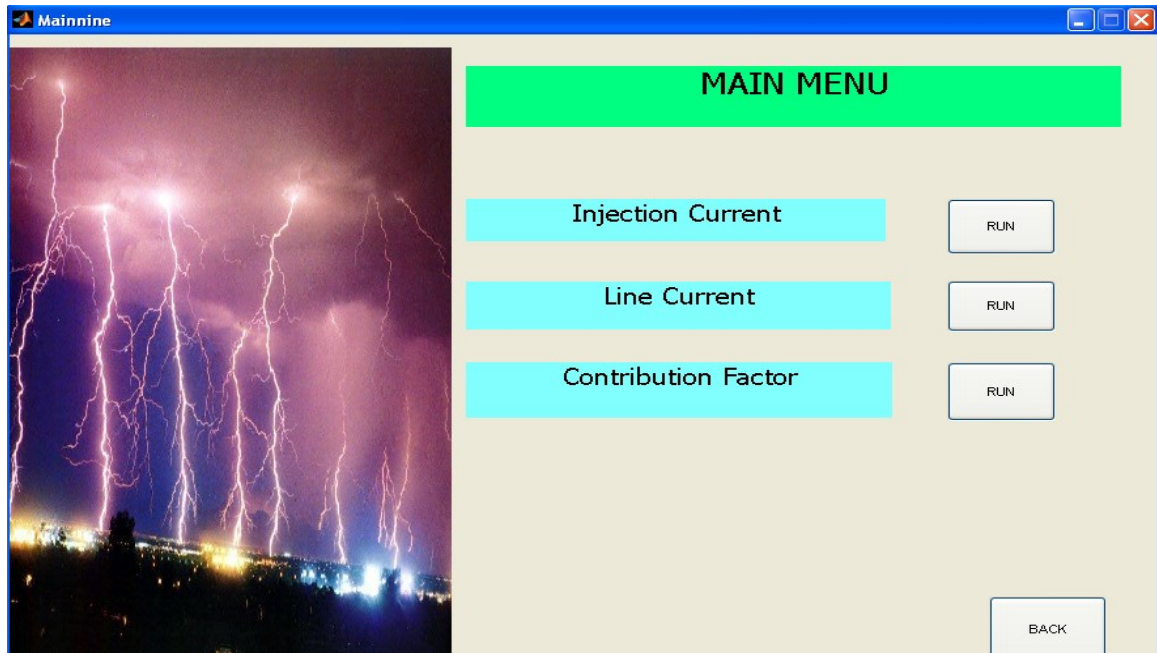 Mainnine
MAIN MENU
Injection Current
RUN
Line Current
RUN
Contribution Factor
RUN
BACK